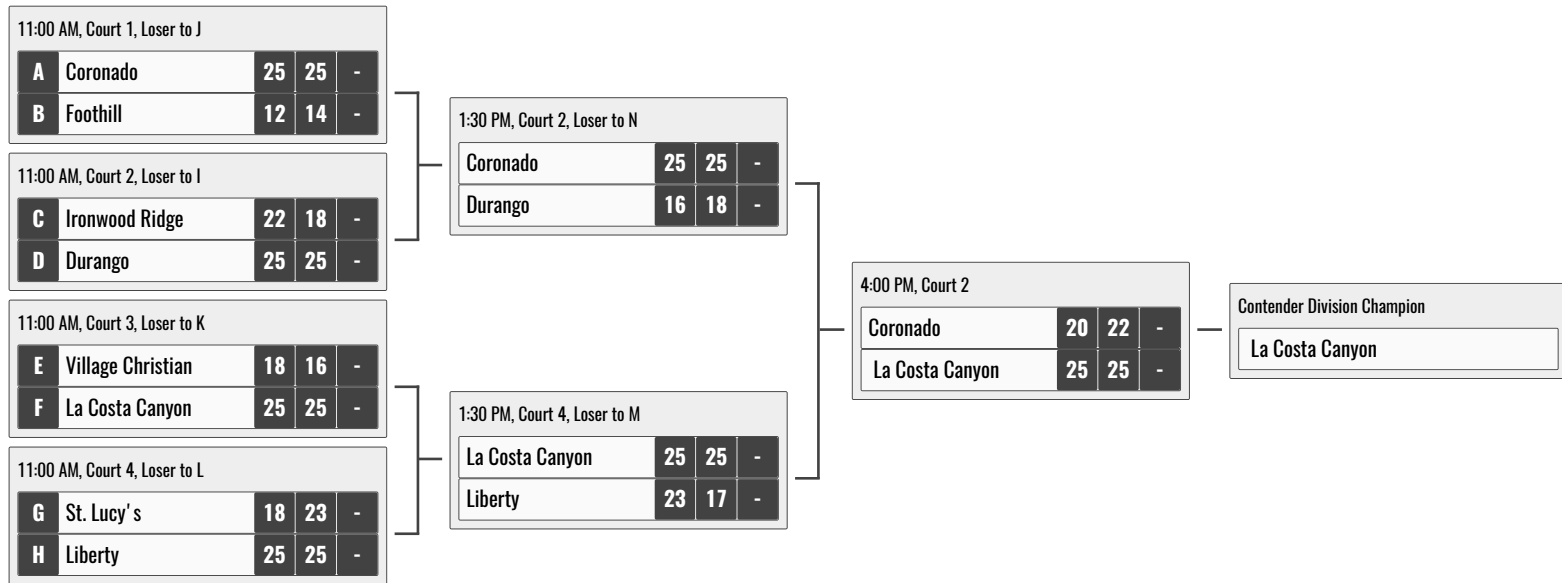 11:00 AM, Court 1, Loser to J
A Coronado 25 25 -
B Foothill 12 14 -
11:00 AM, Court 2, Loser to I
C Ironwood Ridge 22 18 -
D Durango 25 25 -
11:00 AM, Court 3, Loser to K
E Village Christian 18 16 -
F La Costa Canyon 25 25 -
11:00 AM, Court 4, Loser to L
G St. Lucy's 18 23 -
H Liberty 25 25 -
1:30 PM, Court 2, Loser to N
Coronado 25 25 -
Durango 16 18 -
1:30 PM, Court 4, Loser to M
La Costa Canyon 25 25 -
Liberty 23 17 -
4:00 PM, Court 2
Coronado 20 22 -
La Costa Canyon 25 25 -
Contender Division Champion
La Costa Canyon